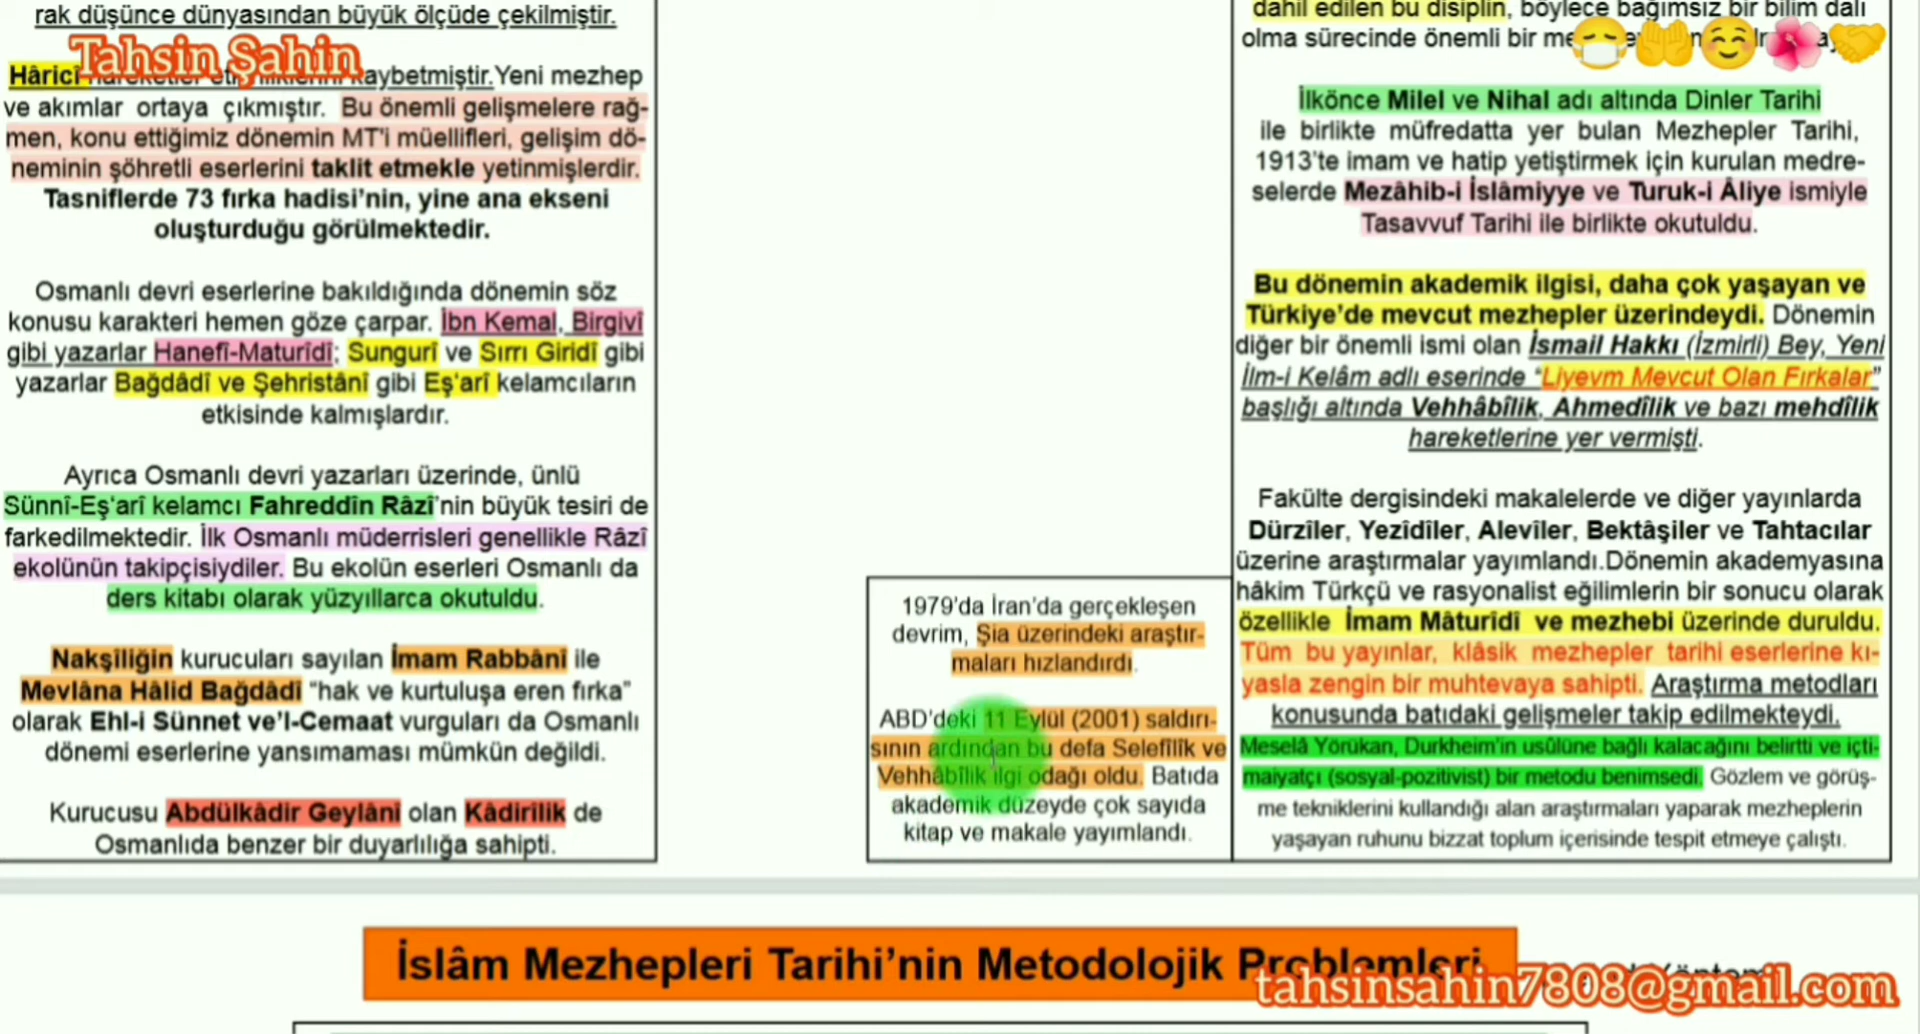 rak düşünce dünyasından büyük ölçüde çekilmiştir.
Tahsin Şahin
Hâricî kaybetmiştir.Yeni mezhep
ve akımlar ortaya çıkmıştır. Bu önemli gelişmelere rağ-
men, konu ettiğimiz dönemin MT'i müellifleri, gelişim dö-
neminin şöhretli eserlerini taklit etmekle yetinmişlerdir.
Tasniflerde 73 fırka hadisi'nin, yine ana ekseni
oluşturduğu görülmektedir.
Osmanlı devri eserlerine bakıldığında dönemin söz
konusu karakteri hemen göze çarpar. İbn Kemal, Birgivî
gibi yazarlar Hanefî-Maturîdî; Sungurî ve Sırrı Giridî gibi
yazarlar Bağdâdî ve Şehristânî gibi Eş'arî kelamcıların
etkisinde kalmışlardır.
Ayrıca Osmanlı devri yazarları üzerinde, ünlü
Sünnî-Eş'arî kelamcı Fahreddîn Râzî'nin büyük tesiri de
farkedilmektedir. İlk Osmanlı müderrisleri genellikle Râzî
ekolünün takipçisiydiler. Bu ekolün eserleri Osmanlı da
ders kitabı olarak yüzyıllarca okutuldu.
Nakşîliğin kurucuları sayılan İmam Rabbânî ile
Mevlâna Hâlid Bağdâdî "hak ve kurtuluşa eren fırka"
olarak Ehl-i Sünnet ve'l-Cemaat vurguları da Osmanlı
dönemi eserlerine yansımaması mümkün değildi.
Kurucusu Abdülkâdir Geylânî olan Kâdirîlik de
Osmanlıda benzer bir duyarlılığa sahipti.
1979'da İran'da gerçekleşen
devrim, Şia üzerindeki araştır-
maları hızlandırdı.
ABD'deki 11 Eylül (2001) saldırı-
sının ardından bu defa Selefîlîk ve
Vehhâbîlik ilgi odağı oldu. Batıda
akademik düzeyde çok sayıda
kitap ve makale yayımlandı.
dahil edilen bu disiplin, böylece bağımsız bir bilim dalı
olma sürecinde önemli bir
İlkönce Milel ve Nihal adı altında Dinler Tarihi
ile birlikte müfredatta yer bulan Mezhepler Tarihi,
1913'te imam ve hatip yetiştirmek için kurulan medre-
selerde Mezâhib-i İslâmiyye ve Turuk-i Âliye ismiyle
Tasavvuf Tarihi ile birlikte okutuldu.
Bu dönemin akademik ilgisi, daha çok yaşayan ve
Türkiye'de mevcut mezhepler üzerindeydi. Dönemin
diğer bir önemli ismi olan İsmail Hakkı (İzmirli) Bey, Yeni
İlm-i Kelâm adlı eserinde "Liyevm Mevcut Olan Fırkalar"
başlığı altında Vehhâbîlik, Ahmedîlik ve bazı mehdîlik
hareketlerine yer vermişti.
Fakülte dergisindeki makalelerde ve diğer yayınlarda
Dürzîler, Yezîdîler, Alevîler, Bektâşiler ve Tahtacılar
üzerine araştırmalar yayımlandı.Dönemin akademyasına
hâkim Türkçü ve rasyonalist eğilimlerin bir sonucu olarak
özellikle İmam Mâturîdî ve mezhebi üzerinde duruldu.
Tüm bu yayınlar, klâsik mezhepler tarihi eserlerine kı-
yasla zengin bir muhtevaya sahipti. Araştırma metodları
konusunda batıdaki gelişmeler takip edilmekteydi.
Meselâ Yörükan, Durkheim'in usûlüne bağlı kalacağını belirtti ve içti-
maiyatçı (sosyal-pozitivist) bir metodu benimsedi. Gözlem ve görüş-
me tekniklerini kullandığı alan araştırmaları yaparak mezheplerin
yaşayan ruhunu bizzat toplum içerisinde tespit etmeye çalıştı.
İslâm Mezhepleri Tarihi'nin Metodolojik Problemleri
tahsinsahin7808@gmail.com